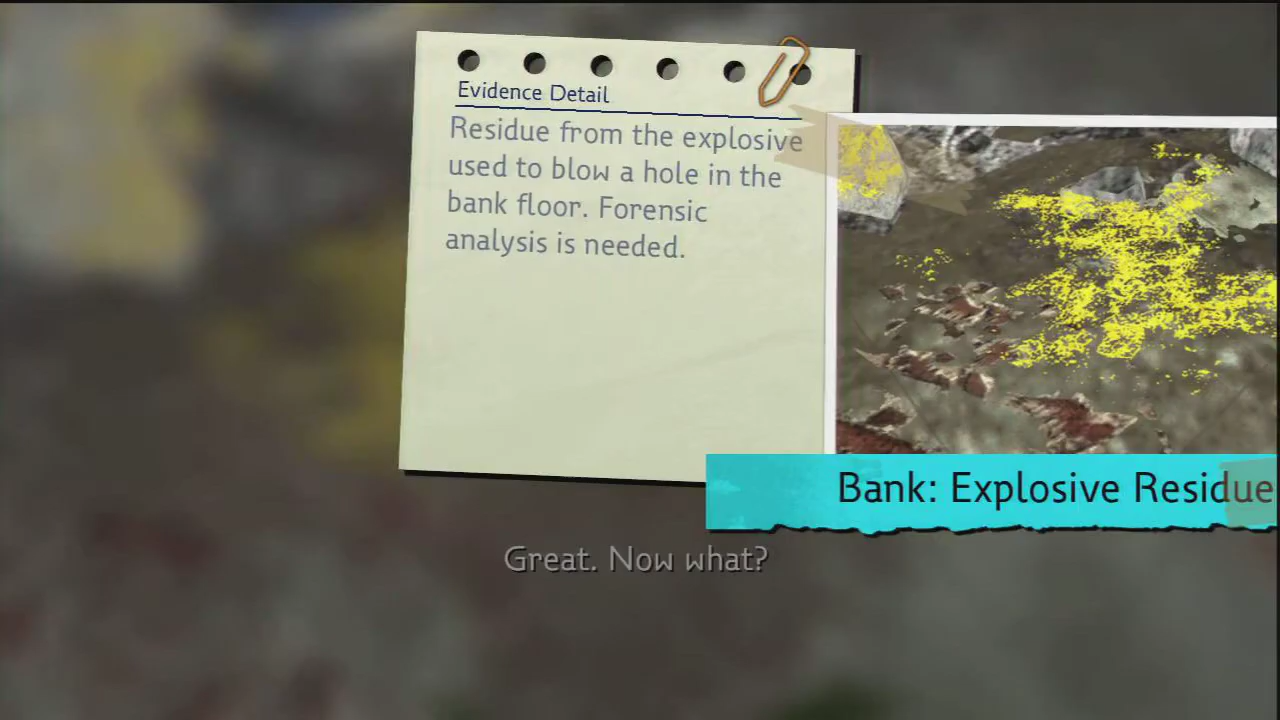 Evidence Detail
Residue from the explosive
used to blow a hole in the
bank floor. Forensic
analysis is needed.
Bank: Explosive Residue
Great. Now what?